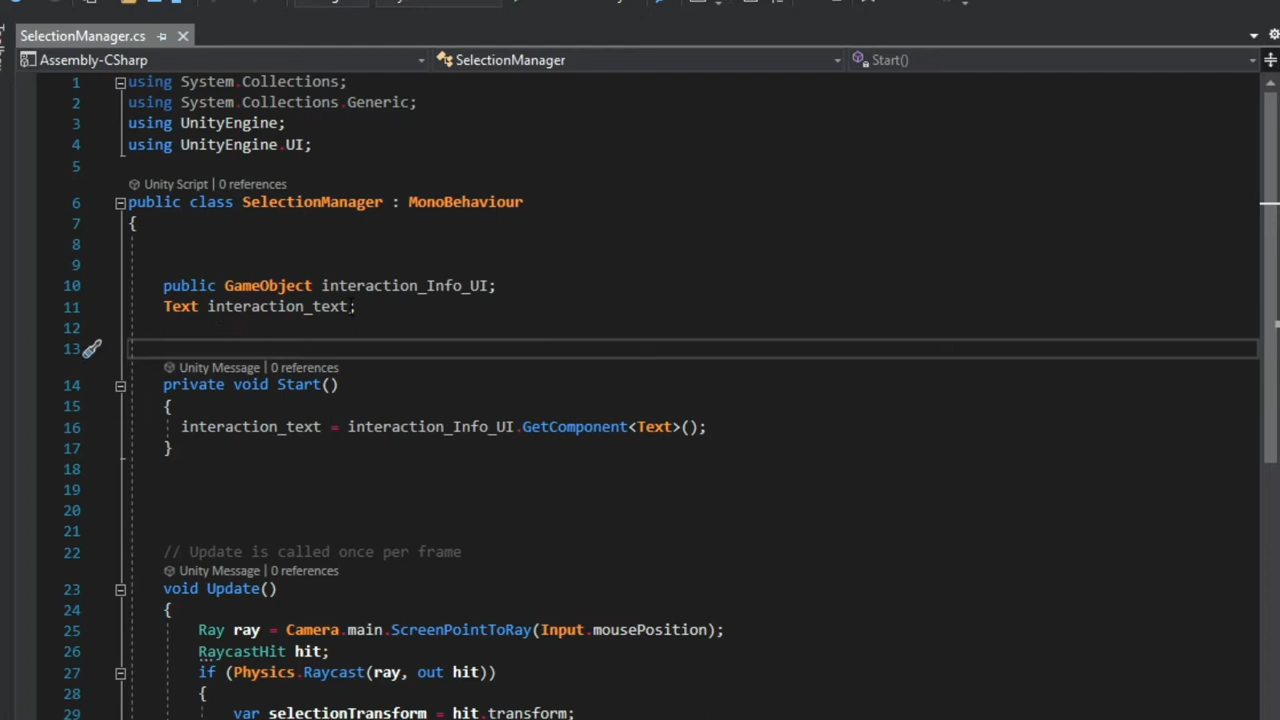 SelectionManager.cs
Assembly-CSharp
SelectionManager
Start()
1 using System.Collections;
2 using System.Collections.Generic;
3 using UnityEngine;
4 using UnityEngine.UI;
5
Unity Script | 0 references
6 public class SelectionManager : MonoBehaviour
7 {
8
9
10 public GameObject interaction_Info_UI;
11 Text interaction_text;
12
13
Unity Message | 0 references
14 private void Start()
15 {
16 interaction_text = interaction_Info_UI.GetComponent<Text>();
17 }
18
19
20
21
22 // Update is called once per frame
Unity Message | 0 references
23 void Update()
24 {
25 Ray ray = Camera.main.ScreenPointToRay(Input.mousePosition);
26 RaycastHit hit;
27 if (Physics.Raycast(ray, out hit))
28 {
29 var selectionTransform = hit.transform;